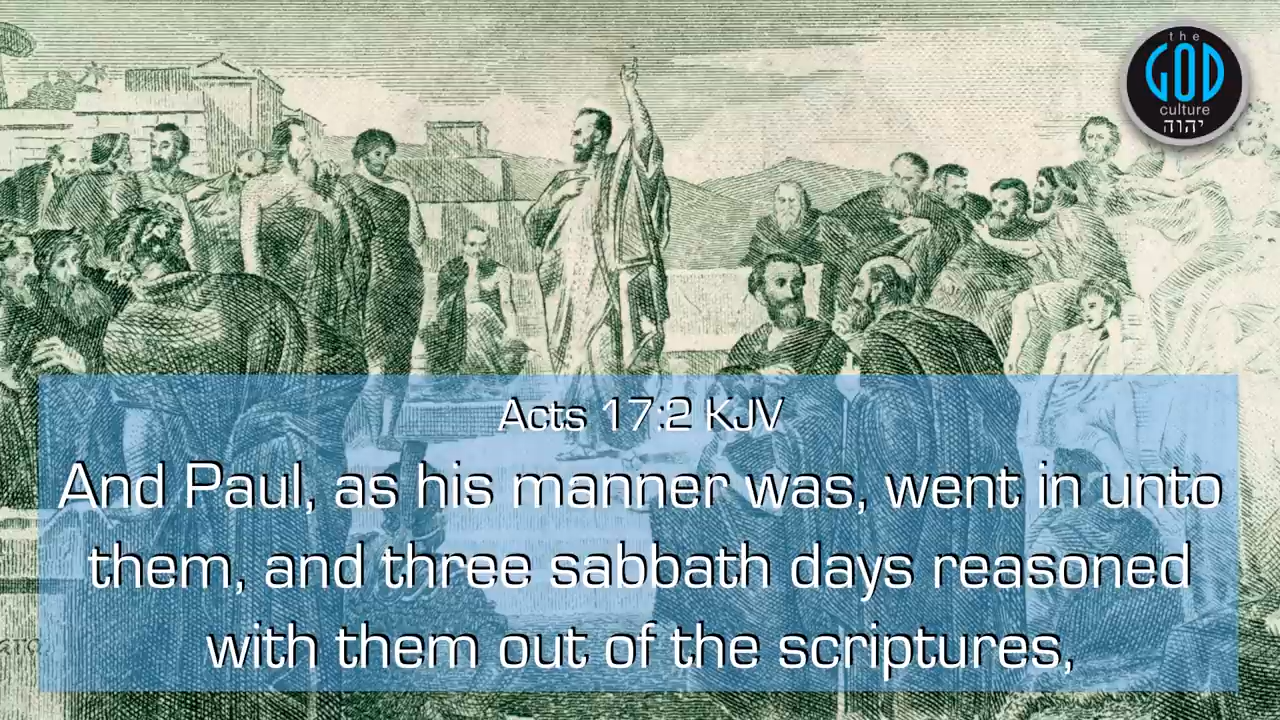 the
GOD
culture
יהוה
Acts 17:2 KJV
And Paul, as his manner was, went in unto
them, and three sabbath days reasoned
with them out of the scriptures,